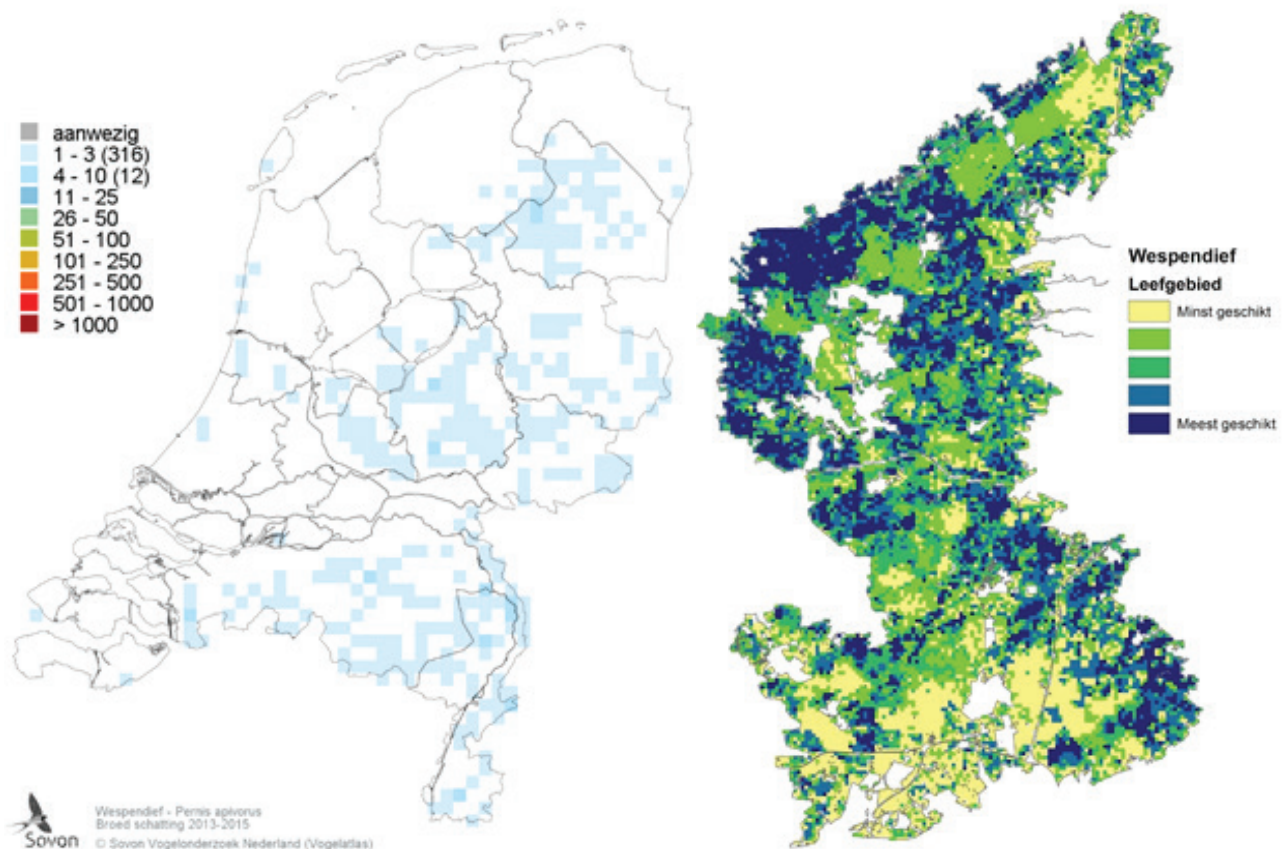 aanwezig
1 - 3 (316)
4 - 10 (12)
11 - 25
26 - 50
51 - 100
101 - 250
251 - 500
501 - 1000
> 1000
Sovon
Wespendief - Pernis apivorus
Broed schatting 2013-2015
© Sovon Vogelonderzoek Nederland (Vogelatlas)
Wespendief
Leefgebied
Minst geschikt
Meest geschikt